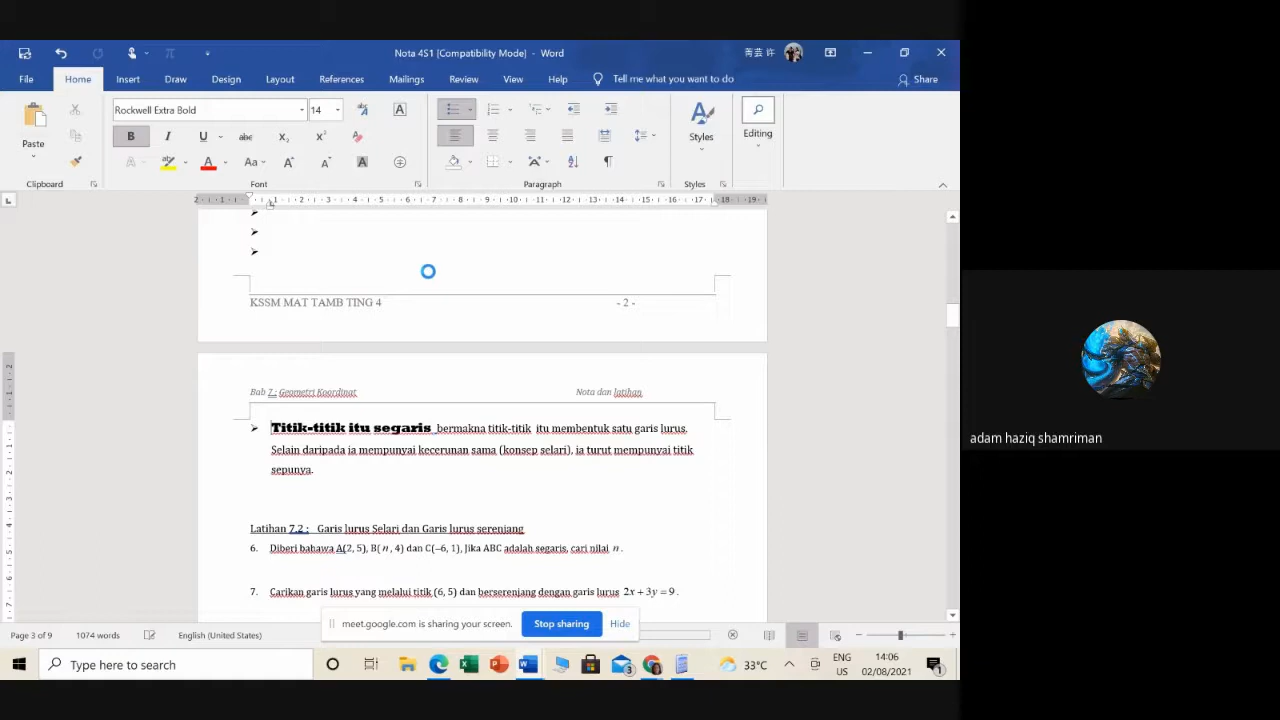 Nota 4S1 [Compatibility Mode] - Word
菁芸 许
File Home Insert Draw Design Layout References Mailings Review View Help Tell me what you want to do Share
Rockwell Extra Bold 14
Paste
Styles
Editing
Clipboard Font Paragraph Styles
KSSM MAT TAMB TING 4 - 2 -
Bab 7 : Geometri Koordinat Nota dan latihan
Titik-titik itu segaris bermakna titik-titik itu membentuk satu garis lurus.
Selain daripada ia mempunyai kecerunan sama (konsep selari), ia turut mempunyai titik
sepunya.
Latihan 7.2 : Garis lurus Selari dan Garis lurus serenjang
6. Diberi bahawa A(2, 5), B( n , 4) dan C(−6, 1), Jika ABC adalah segaris, cari nilai n .
7. Carikan garis lurus yang melalui titik (6, 5) dan berserenjang dengan garis lurus 2x + 3y = 9 .
meet.google.com is sharing your screen. Stop sharing Hide
Page 3 of 9 1074 words English (United States)
Type here to search
3
33°C
ENG
US
14:06
02/08/2021
1
adam haziq shamriman